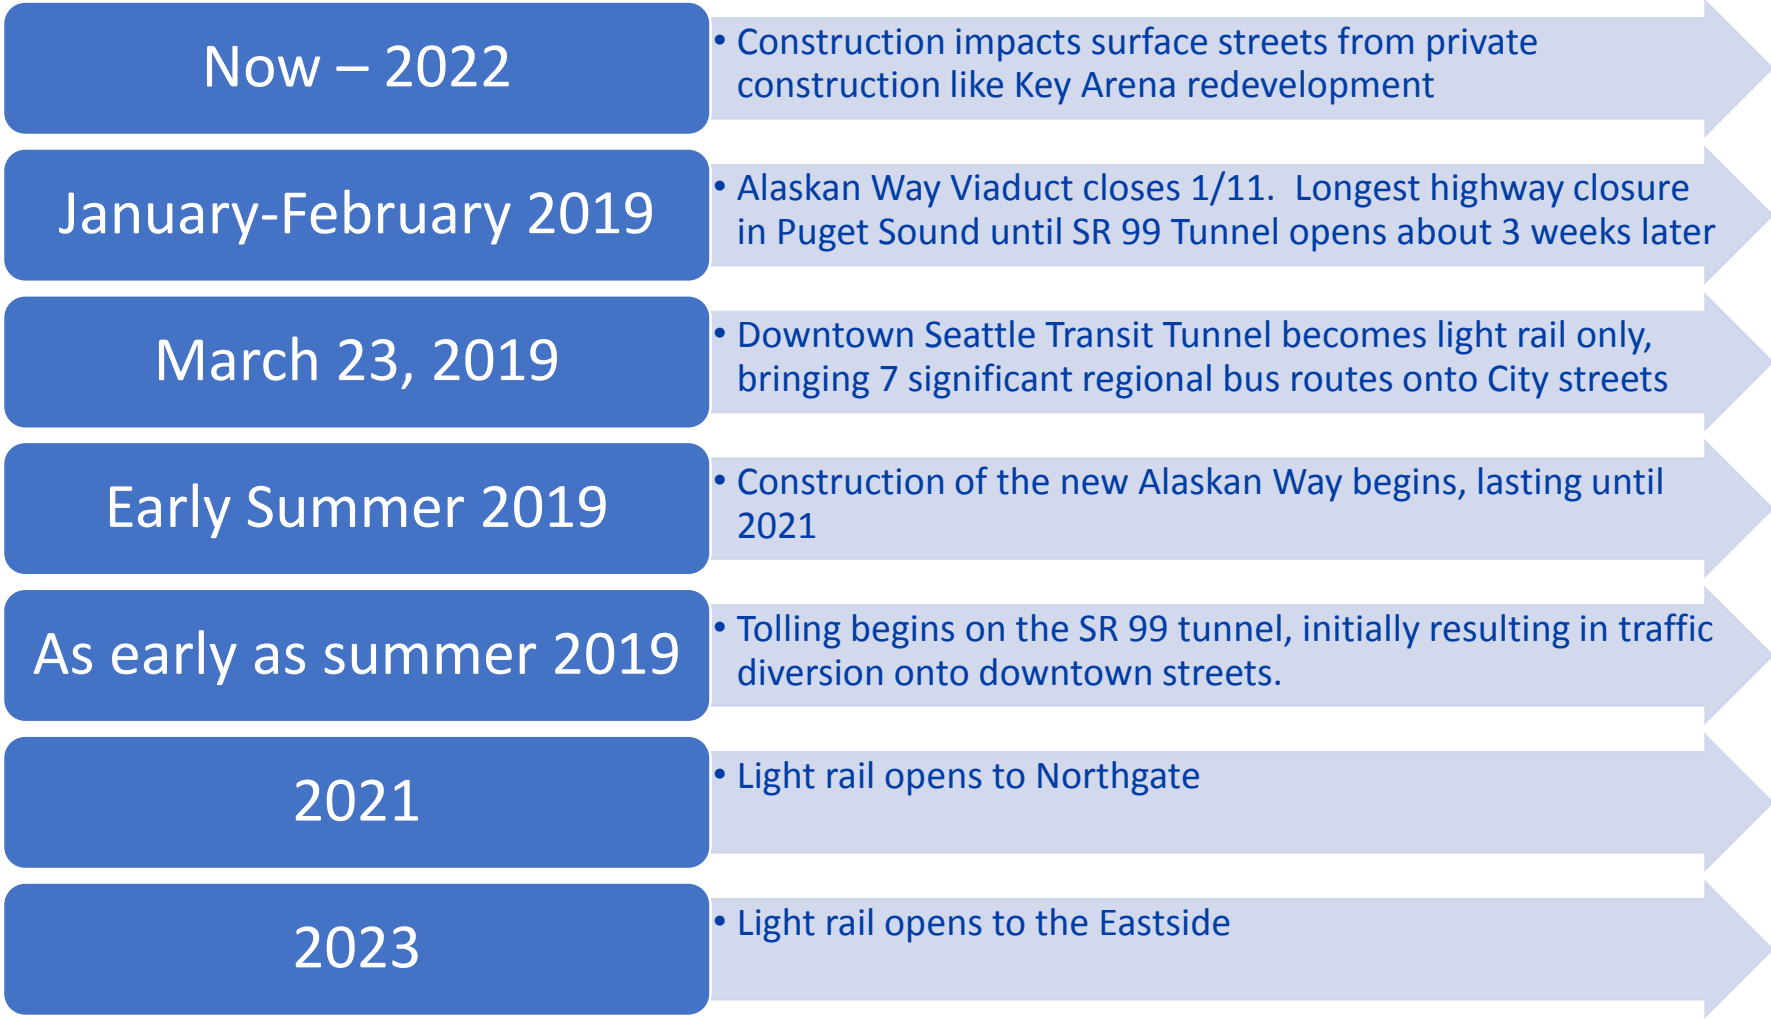 Now – 2022
• Construction impacts surface streets from private
construction like Key Arena redevelopment
January-February 2019
• Alaskan Way Viaduct closes 1/11.  Longest highway closure
in Puget Sound until SR 99 Tunnel opens about 3 weeks later
March 23, 2019
• Downtown Seattle Transit Tunnel becomes light rail only,
bringing 7 significant regional bus routes onto City streets
Early Summer 2019
• Construction of the new Alaskan Way begins, lasting until
2021
As early as summer 2019
• Tolling begins on the SR 99 tunnel, initially resulting in traffic
diversion onto downtown streets.
2021
• Light rail opens to Northgate
2023
• Light rail opens to the Eastside